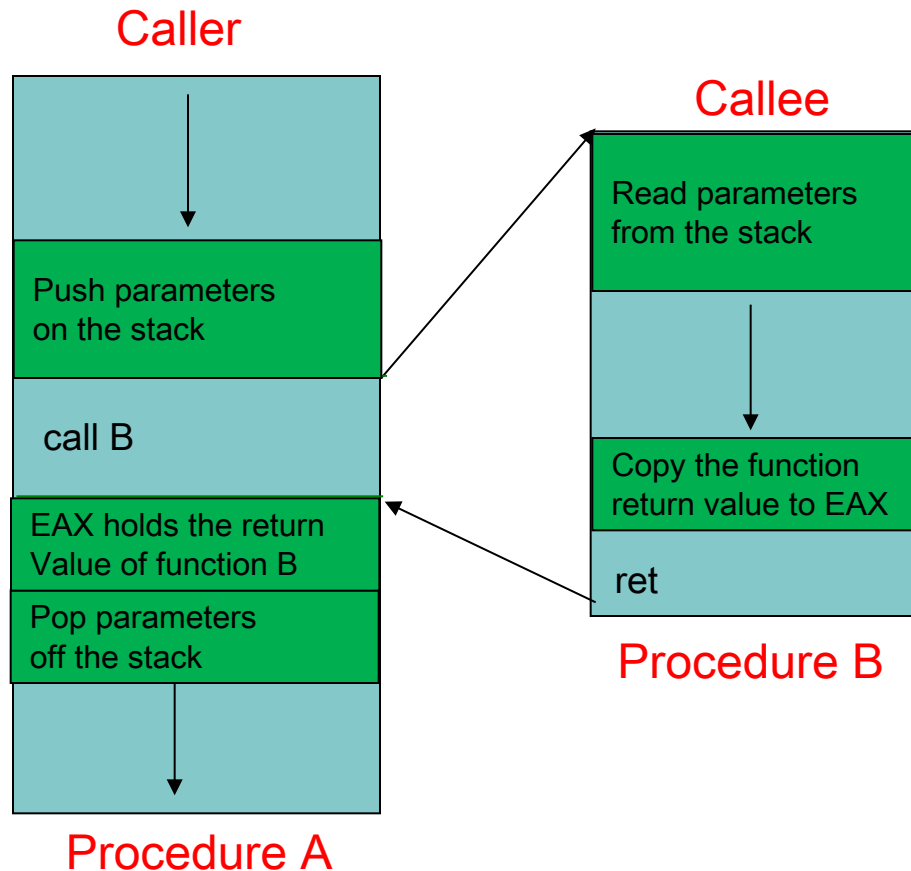 Caller
Push parameters
on the stack
call B
EAX holds the return
Value of function B
Pop parameters
off the stack
Procedure A
Callee
Read parameters
from the stack
Copy the function
return value to EAX
ret
Procedure B